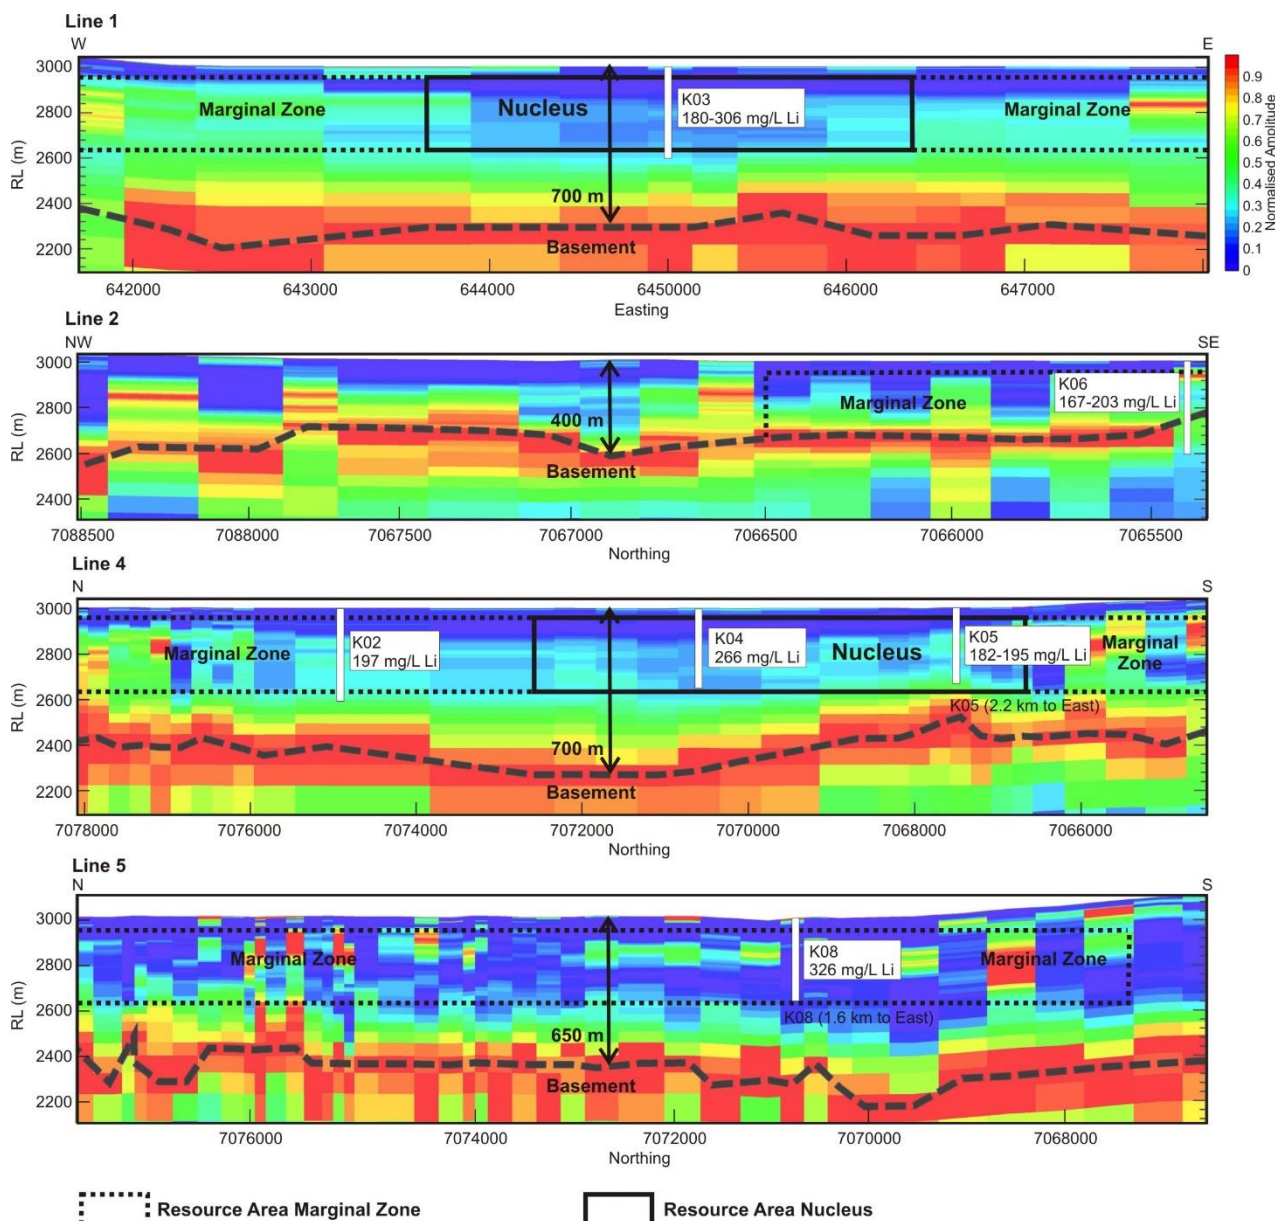 Line 1
W
E
3000
2800
2600
2400
2200
RL (m)
Marginal Zone
Nucleus
K03
180-306 mg/L Li
Marginal Zone
700 m
Basement
0.9
0.8
0.7
0.6
0.5
0.4
0.3
0.2
0.1
0
Normalised Amplitude
642000
643000
644000
6450000
646000
647000
Easting
Line 2
NW
SE
3000
2800
2600
2400
RL (m)
400 m
Basement
Marginal Zone
K06
167-203 mg/L Li
7088500
7088000
7067500
7067000
7066500
7066000
7065500
Northing
Line 4
N
S
3000
2800
2600
2400
2200
RL (m)
Marginal Zone
K02
197 mg/L Li
K04
266 mg/L Li
Nucleus
K05
182-195 mg/L Li
Marginal
Zone
K05 (2.2 km to East)
700 m
Basement
7078000
7076000
7074000
7072000
7070000
7068000
7066000
Northing
Line 5
N
S
3000
2800
2600
2400
2200
RL (m)
Marginal Zone
K08
326 mg/L Li
Marginal Zone
K08 (1.6 km to East)
650 m
Basement
7076000
7074000
7072000
7070000
7068000
Northing
Resource Area Marginal Zone
Resource Area Nucleus